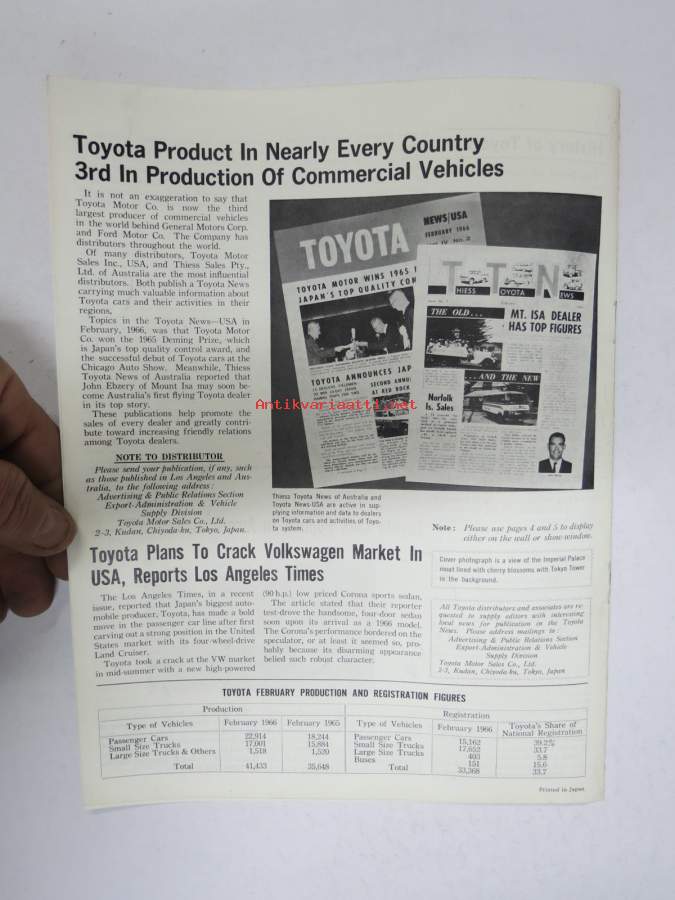 Toyota Product In Nearly Every Country
3rd In Production Of Commercial Vehicles
It is not an exaggeration to say that
Toyota Motor Co. is now the third
largest producer of commercial vehicles
in the world behind General Motors Corp.
and Ford Motor Co. The Company has
distributors throughout the world.
Of many distributors, Toyota Motor
Sales Inc., USA, and Thiess Sales Pty.,
Ltd. of Australia are the most influential
distributors. Both publish a Toyota News
carrying much valuable information about
Toyota cars and their activities in their
regions.
Topics in the Toyota News—USA in
February, 1966, was that Toyota Motor
Co. won the 1965 Deming Prize, which
is Japan's top quality control award, and
the successful debut of Toyota cars at the
Chicago Auto Show. Meanwhile, Thiess
Toyota News of Australia reported that
John Ebzery of Mount Isa may soon be-
come Australia's first flying Toyota dealer
in its top story.
These publications help promote the
sales of every dealer and greatly contri-
bute toward increasing friendly relations
among Toyota dealers.
NOTE TO DISTRIBUTOR
Please send your publication, if any, such
as those published in Los Angeles and Aus-
tralia, to the following address:
Advertising & Public Relations Section
Export-Administration & Vehicle
Supply Division
Toyota Motor Sales Co., Ltd.
2-3, Kudan, Chiyoda-ku, Tokyo, Japan.
TOYOTA
NEWS/USA
FEBRUARY 1966
TOYOTA MOTOR WINS 1965
JAPAN'S TOP QUALITY CON
TOYOTA ANNOUNCES JAP
SECOND ANNU
AT RED ROCK
T T N
THIESS TOYOTA NEWS
THE OLD...
MT. ISA DEALER
HAS TOP FIGURES
...AND THE NEW
Norfolk
Is. Sales
Antikvariaatti.net
Thiess Toyota News of Australia and
Toyota News-USA are active in sup-
plying information and data to dealers
on Toyota cars and activities of Toyo-
ta system.
Note: Please use pages 4 and 5 to display
either on the wall or show-window.
Cover photograph is a view of the Imperial Palace
moat lined with cherry blossoms with Tokyo Tower
in the background.
All Toyota distributors and associates are re-
quested to supply editors with interesting
local news for publication in the Toyota
News. Please address mailings to:
Advertising & Public Relations Section
Export-Administration & Vehicle
Supply Division
Toyota Motor Sales Co., Ltd.
2-3, Kudan, Chiyoda-ku, Tokyo, Japan
Toyota Plans To Crack Volkswagen Market In
USA, Reports Los Angeles Times
The Los Angeles Times, in a recent
issue, reported that Japan's biggest auto-
mobile producer, Toyota, has made a bold
move in the passenger car line after first
carving out a strong position in the United
States market with its four-wheel-drive
Land Cruiser.
Toyota took a crack at the VW market
in mid-summer with a new high-powered
(90 h.p.) low priced Corona sports sedan,
The article stated that their reporter
test-drove the handsome, four-door sedan
soon upon its arrival as a 1966 model.
The Corona's performance bordered on the
speculator, or at least it seemed so, pro-
bably because its disarming appearance
belied such robust character.
TOYOTA FEBRUARY PRODUCTION AND REGISTRATION FIGURES
Production Registration
Type of Vehicles February 1966 February 1965 Type of Vehicles February 1966 Toyota's Share of
National Registration
Passenger Cars 22,914 18,244 Passenger Cars 15,162 39.2%
Small Size Trucks 17,001 15,884 Small Size Trucks 17,652 33.7
Large Size Trucks & Others 1,518 1,520 Large Size Trucks 403 5.8
Buses 151 15.6
Total 41,433 35,648 Total 33,368 33.7
Printed in Japan